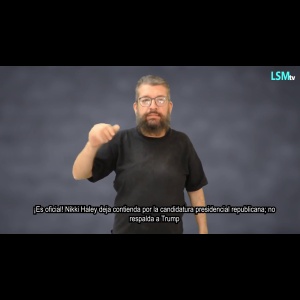 LSMtv
¡Es oficial! Nikki Haley deja contienda por la candidatura presidencial republicana; no
respalda a Trump